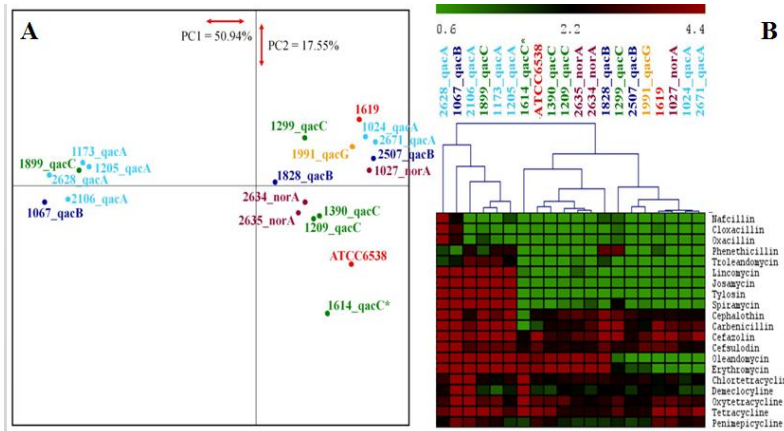 A
PC1 = 50.94%
PC2 = 17.55%
1619
1299_qacC
1024_qacA
2671_qacA
1991_qacG
2507_qacB
1173_qacA
1899_qacC
1205_qacA
2628_qacA
1828_qacB
1027_norA
2106_qacA
1067_qacB
2634_norA
2635_norA
1390_qacC
1209_qacC
ATCC6538
1614_qacC*
B
0.6 2.2 4.4
2628_qacA
1067_qacB
2106_qacA
1899_qacC
1173_qacA
1205_qacA
1614_qacC*
ATCC6538
1390_qacC
1209_qacC
2635_norA
2634_norA
1828_qacB
1299_qacC
2507_qacB
1991_qacG
1619
1027_norA
1024_qacA
2671_qacA
Nafcillin
Cloxacillin
Oxacillin
Phenethicillin
Troleandomycin
Lincomycin
Josamycin
Tylosin
Spiramycin
Cephalothin
Carbenicillin
Cefazolin
Cefsulodin
Oleandomycin
Erythromycin
Chlortetracyclin
Demeclocyline
Oxytetracycline
Tetracycline
Penimepicycline